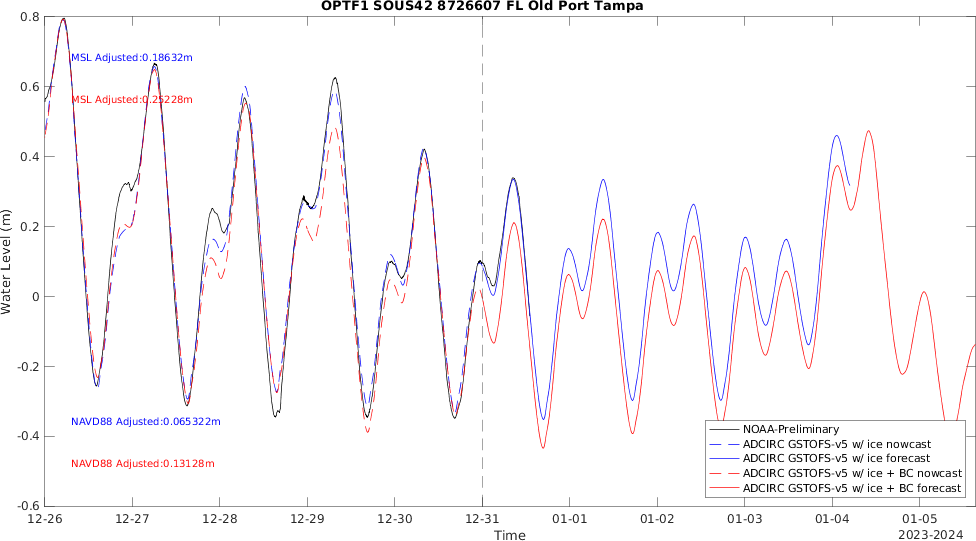 OPTF1 SOUS42 8726607 FL Old Port Tampa
0.8
0.6
0.4
0.2
0
-0.2
-0.4
-0.6
Water Level (m)
MSL Adjusted:0.18632m
MSL Adjusted:0.25228m
NAVD88 Adjusted:0.065322m
NAVD88 Adjusted:0.13128m
NOAA-Preliminary
ADCIRC GSTOFS-v5 w/ ice nowcast
ADCIRC GSTOFS-v5 w/ ice forecast
ADCIRC GSTOFS-v5 w/ ice + BC nowcast
ADCIRC GSTOFS-v5 w/ ice + BC forecast
12-26 12-27 12-28 12-29 12-30 12-31 01-01 01-02 01-03 01-04 01-05
Time
2023-2024